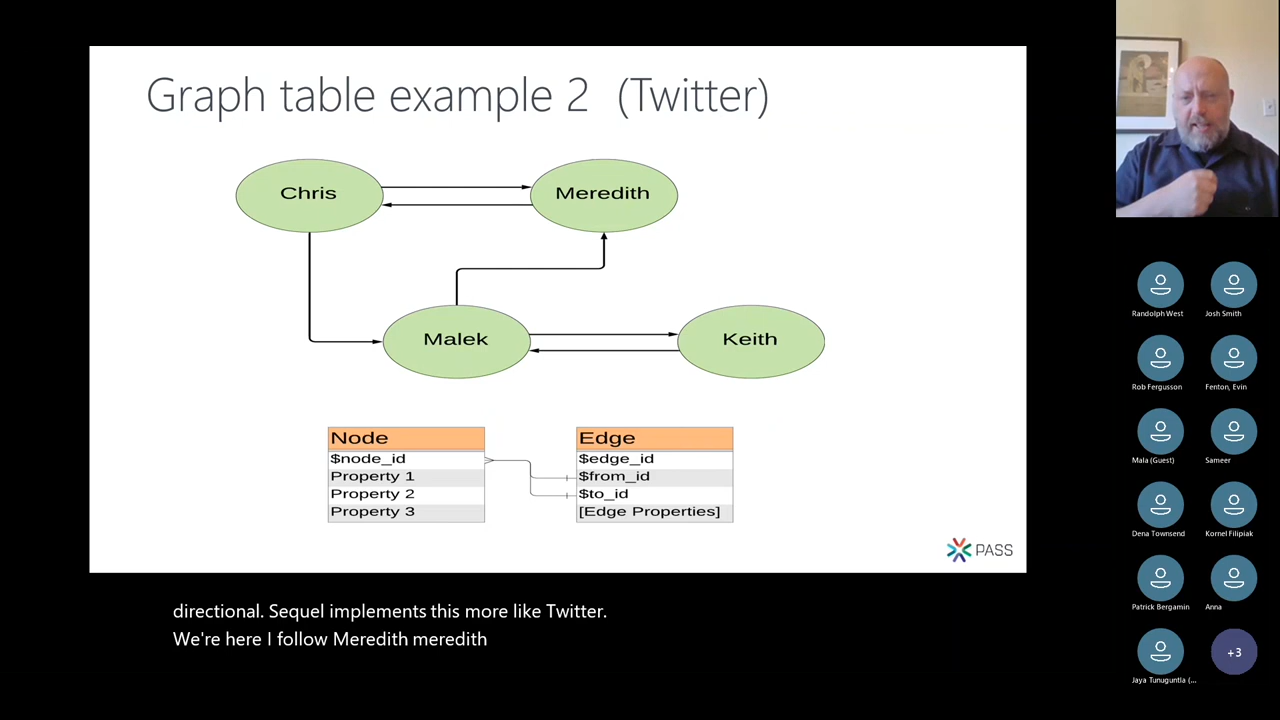 Graph table example 2 (Twitter)
Chris
Meredith
Malek
Keith
Node
$node_id
Property 1
Property 2
Property 3
Edge
$edge_id
$from_id
$to_id
[Edge Properties]
PASS
directional. Sequel implements this more like Twitter.
We're here I follow Meredith meredith
Randolph West
Josh Smith
Rob Fergusson
Fenton, Evin
Mala (Guest)
Sameer
Dena Townsend
Kornel Filipiak
Patrick Bergamin
Anna
Jaya Tunuguntla (...
+3